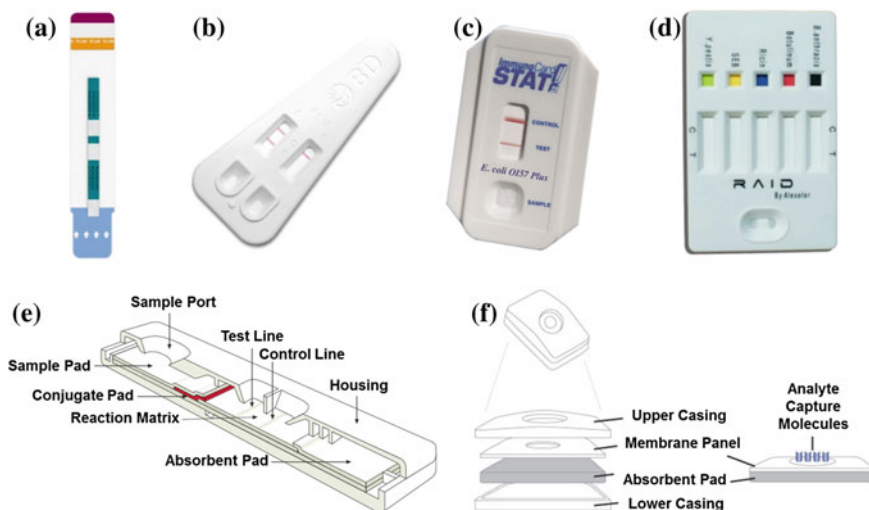 (a)
(b)
BD
(c)
ImmunoCard
STAT!
CONTROL
TEST
E. coli O157 Plus
SAMPLE
(d)
Y. pestis
SEB
Ricin
Botulinum
B. anthracis
C T
C T
RAID
By Alexeter
(e)
Sample Port
Test Line
Control Line
Sample Pad
Housing
Conjugate Pad
Reaction Matrix
Absorbent Pad
(f)
Upper Casing
Membrane Panel
Absorbent Pad
Lower Casing
Analyte
Capture
Molecules